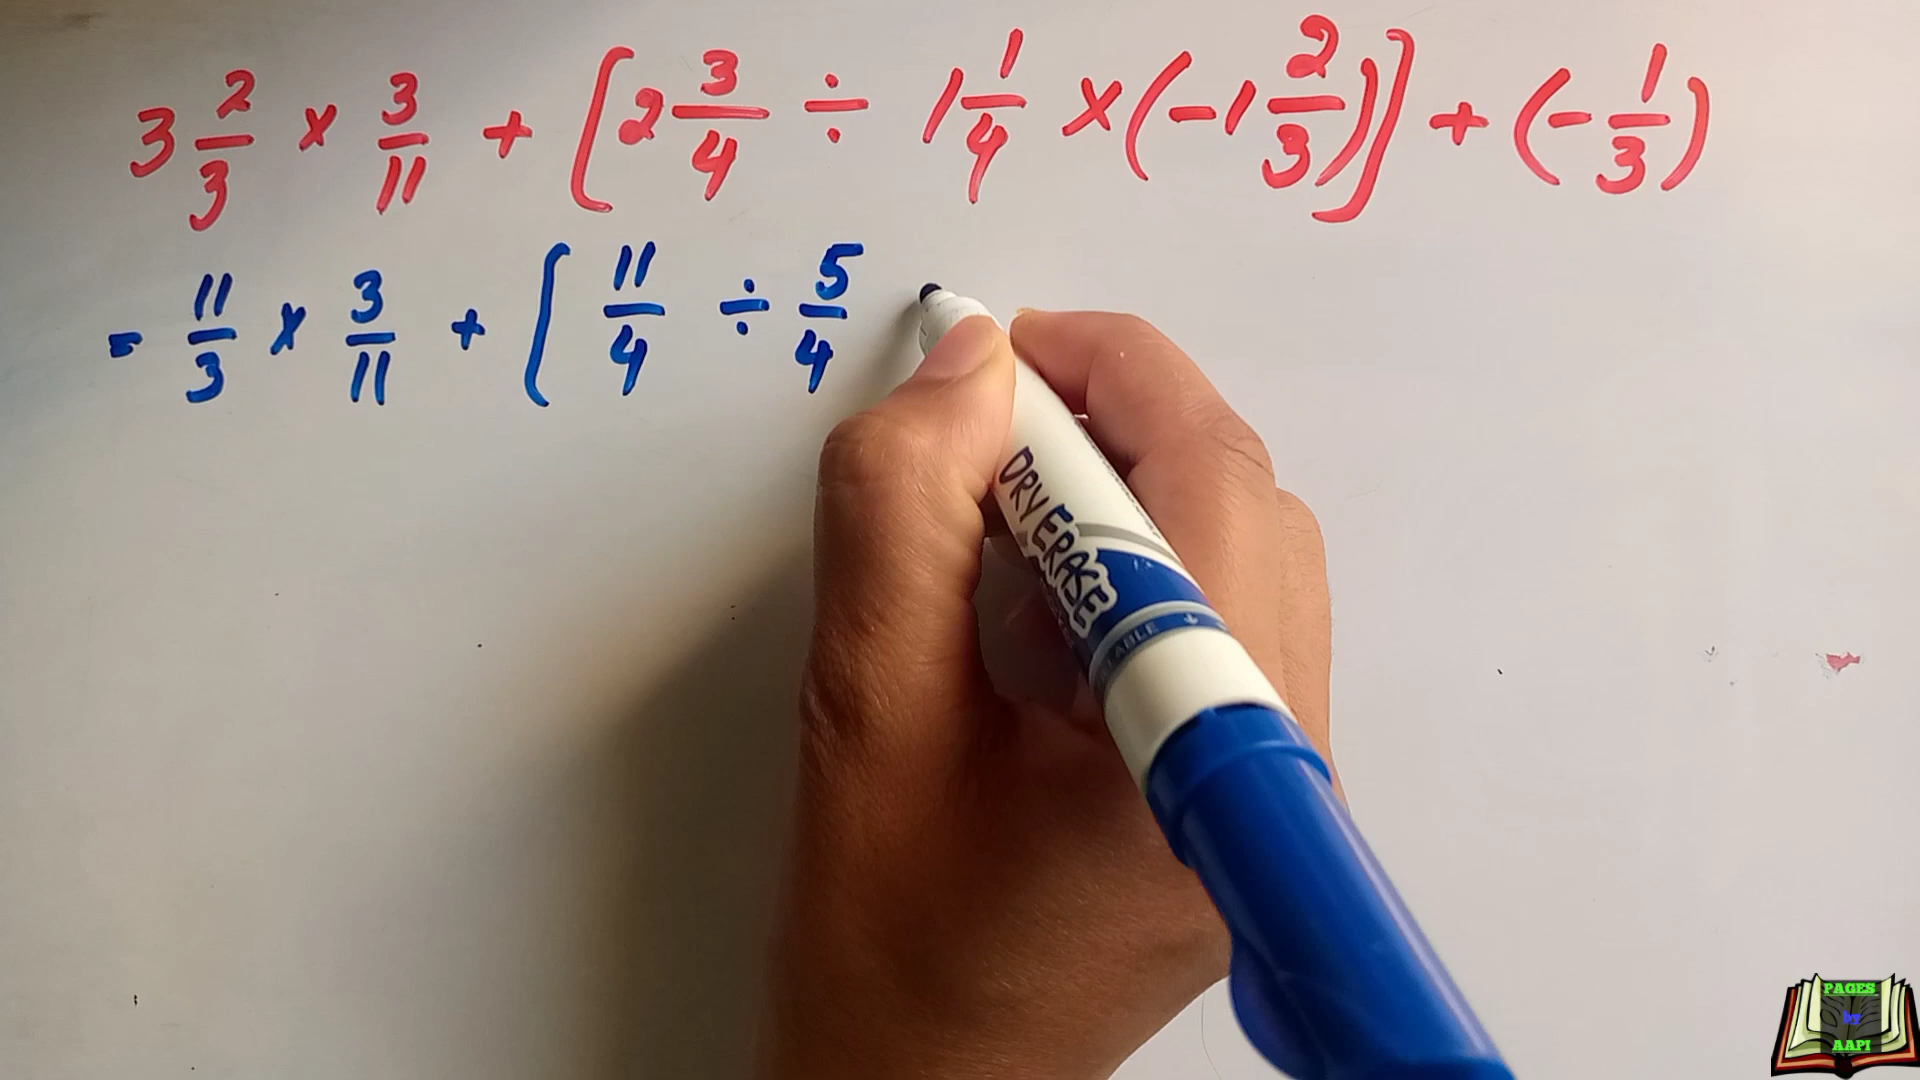 3 2/3 × 3/11 + [2 3/4 ÷ 1 1/4 × (-1 2/3)] + (-1/3)
= 11/3 × 3/11 + [ 11/4 ÷ 5/4
DRY ERASE
PAGES
by
AAPI